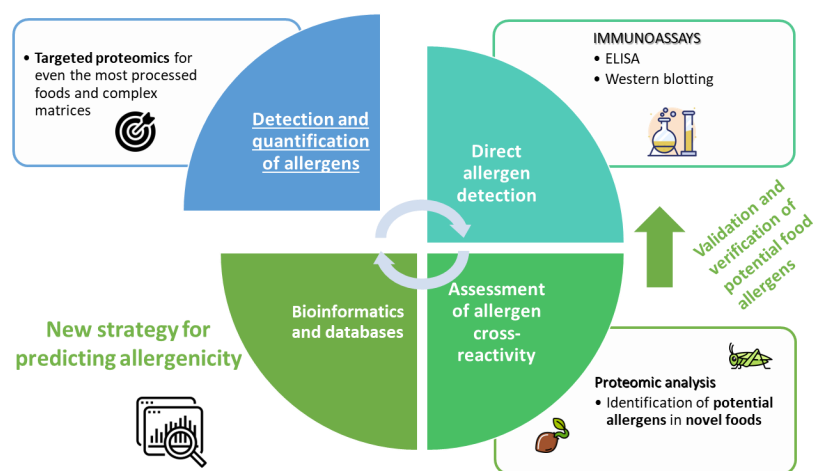 • Targeted proteomics for
even the most processed
foods and complex
matrices
Detection and
quantification
of allergens
IMMUNOASSAYS
• ELISA
• Western blotting
Direct
allergen
detection
Validation and
verification of
potential food
allergens
Bioinformatics
and databases
Assessment
of allergen
cross-
reactivity
New strategy for
predicting allergenicity
Proteomic analysis
• Identification of potential
allergens in novel foods